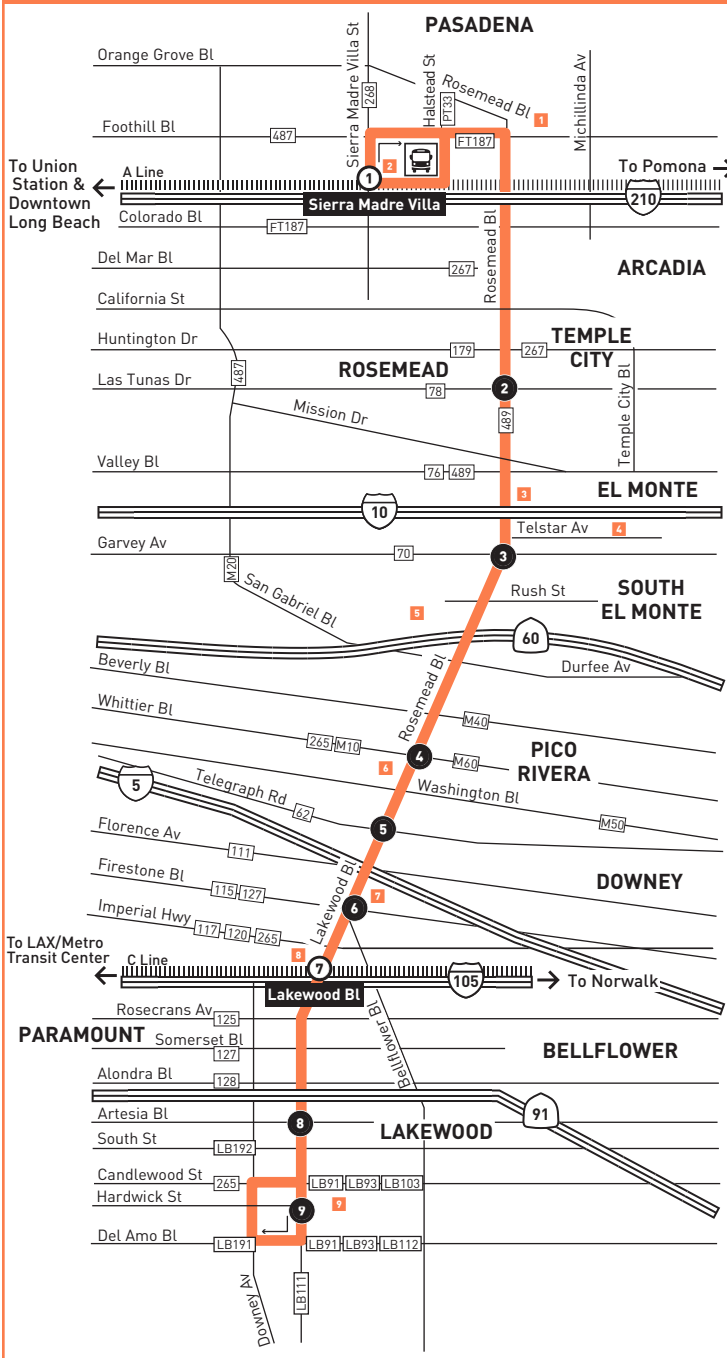 PASADENA
Orange Grove Bl
Sierra Madre Villa St
268
Halstead St
PT33
Rosemead Bl
1
Michillinda Av
Foothill Bl
487
FT187
2
1
To Union
Station &
Downtown
Long Beach
A Line
To Pomona
Sierra Madre Villa
210
Colorado Bl
FT187
Rosemead Bl
Del Mar Bl
267
ARCADIA
California St
Huntington Dr
179
267
TEMPLE
CITY
ROSEMEAD
487
Las Tunas Dr
78
2
489
Mission Dr
Temple City Bl
Valley Bl
76
489
3
EL MONTE
10
Telstar Av
4
Garvey Av
70
3
M20
San Gabriel Bl
Rush St
SOUTH
EL MONTE
5
60
Beverly Bl
Durfee Av
Rosemead Bl
Whittier Bl
M40
265
M10
4
M60
PICO
RIVERA
6
5
Telegraph Rd
62
Washington Bl
M50
5
Florence Av
111
Firestone Bl
115
127
Lakewood Bl
7
6
DOWNEY
Imperial Hwy
117
120
265
8
To LAX/Metro
Transit Center
C Line
7
To Norwalk
Lakewood Bl
105
Rosecrans Av
125
PARAMOUNT
Somerset Bl
127
Bellflower Bl
BELLFLOWER
Alondra Bl
128
91
Artesia Bl
8
LAKEWOOD
South St
LB192
Candlewood St
265
LB91
LB93
LB103
Hardwick St
9
9
Del Amo Bl
LB191
LB91
LB93
LB112
Downey Av
LB111